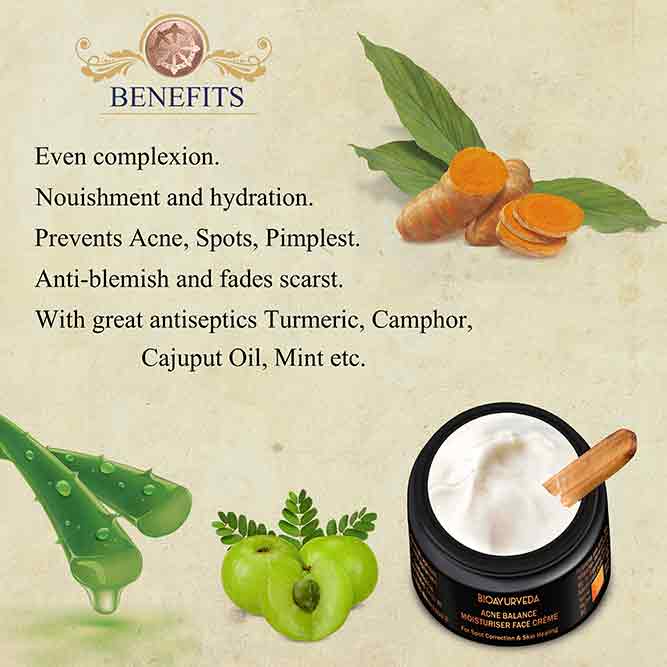 BENEFITS
Even complexion.
Nouishment and hydration.
Prevents Acne, Spots, Pimplest.
Anti-blemish and fades scarst.
With great antiseptics Turmeric, Camphor,
Cajuput Oil, Mint etc.
BIOAYURVEDA
ACNE BALANCE
MOISTURISER FACE CRÈME
For Spot Correction & Skin Healing